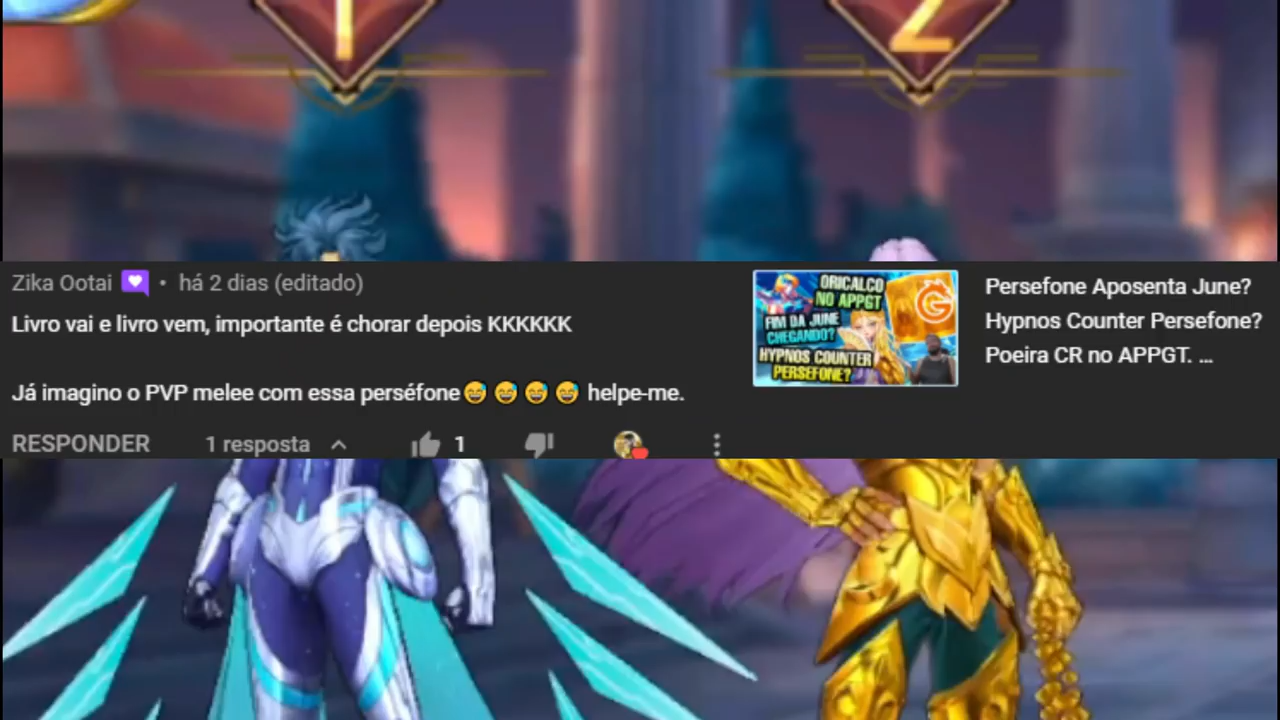 1
2
Zika Ootai • há 2 dias (editado)
Livro vai e livro vem, importante é chorar depois KKKKKK
Já imagino o PVP melee com essa perséfone😅 😅 😅 😅 helpe-me.
RESPONDER 1 resposta 1
ORICALCO
NO APPGT
FIM DA JUNE
CHEGANDO?
HYPNOS COUNTER
PERSEFONE?
Persefone Aposenta June?
Hypnos Counter Persefone?
Poeira CR no APPGT. ...